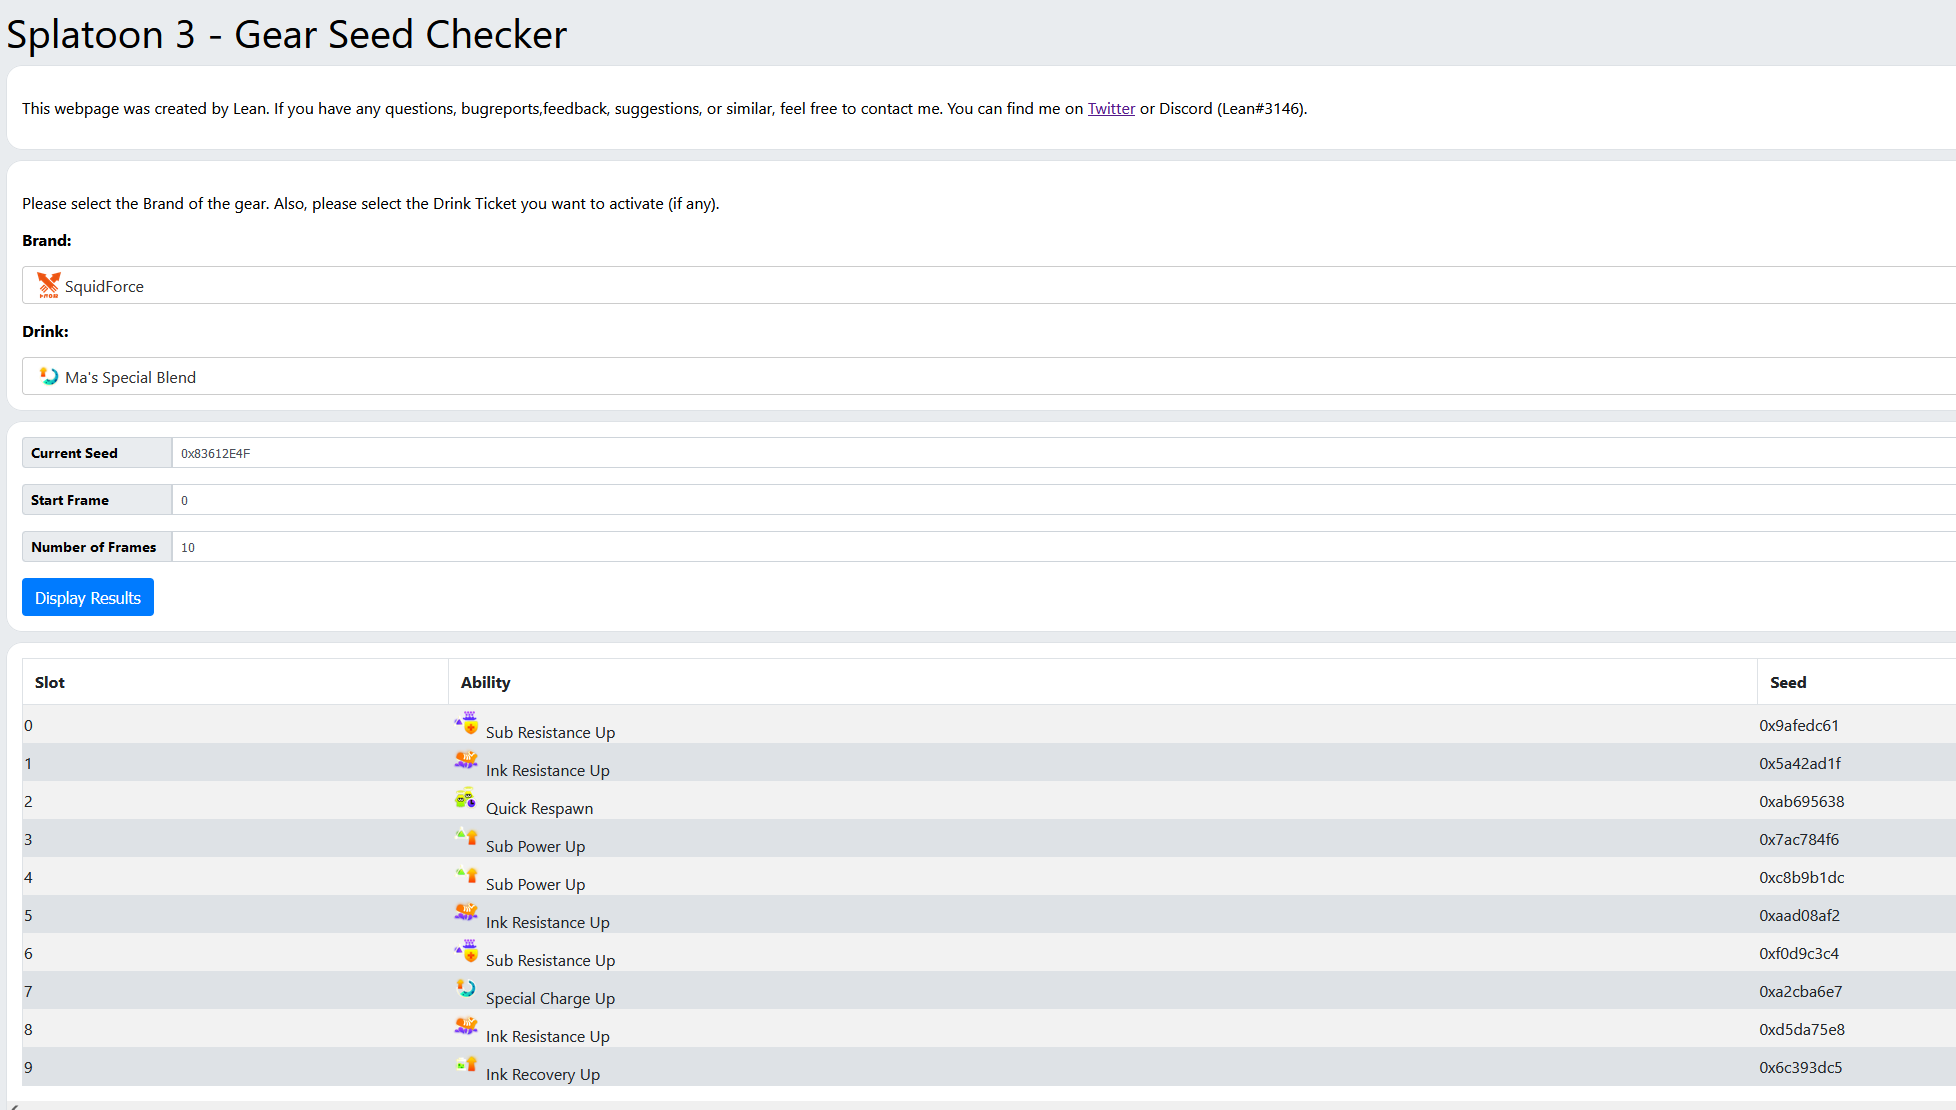 Splatoon 3 - Gear Seed Checker
This webpage was created by Lean. If you have any questions, bugreports,feedback, suggestions, or similar, feel free to contact me. You can find me on Twitter or Discord (Lean#3146).
Please select the Brand of the gear. Also, please select the Drink Ticket you want to activate (if any).
Brand:
SquidForce
Drink:
Ma's Special Blend
Current Seed 0x83612E4F
Start Frame 0
Number of Frames 10
Display Results
Slot Ability Seed
0 Sub Resistance Up 0x9afedc61
1 Ink Resistance Up 0x5a42ad1f
2 Quick Respawn 0xab695638
3 Sub Power Up 0x7ac784f6
4 Sub Power Up 0xc8b9b1dc
5 Ink Resistance Up 0xaad08af2
6 Sub Resistance Up 0xf0d9c3c4
7 Special Charge Up 0xa2cba6e7
8 Ink Resistance Up 0xd5da75e8
9 Ink Recovery Up 0x6c393dc5